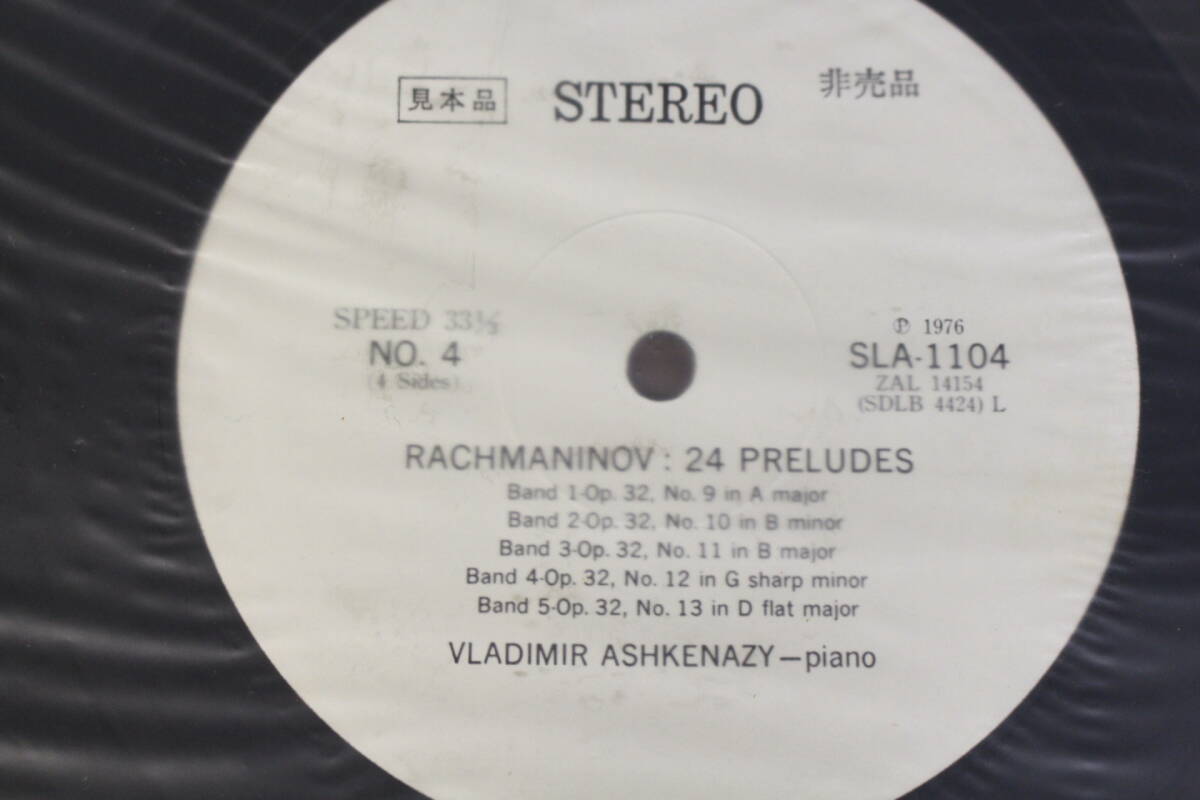 見本品 STEREO 非売品
SPEED 33⅓
NO. 4
(4 Sides)
℗ 1976
SLA-1104
ZAL 14154
(SDLB 4424) L
RACHMANINOV : 24 PRELUDES
Band 1-Op. 32, No. 9 in A major
Band 2-Op. 32, No. 10 in B minor
Band 3-Op. 32, No. 11 in B major
Band 4-Op. 32, No. 12 in G sharp minor
Band 5-Op. 32, No. 13 in D flat major
VLADIMIR ASHKENAZY—piano